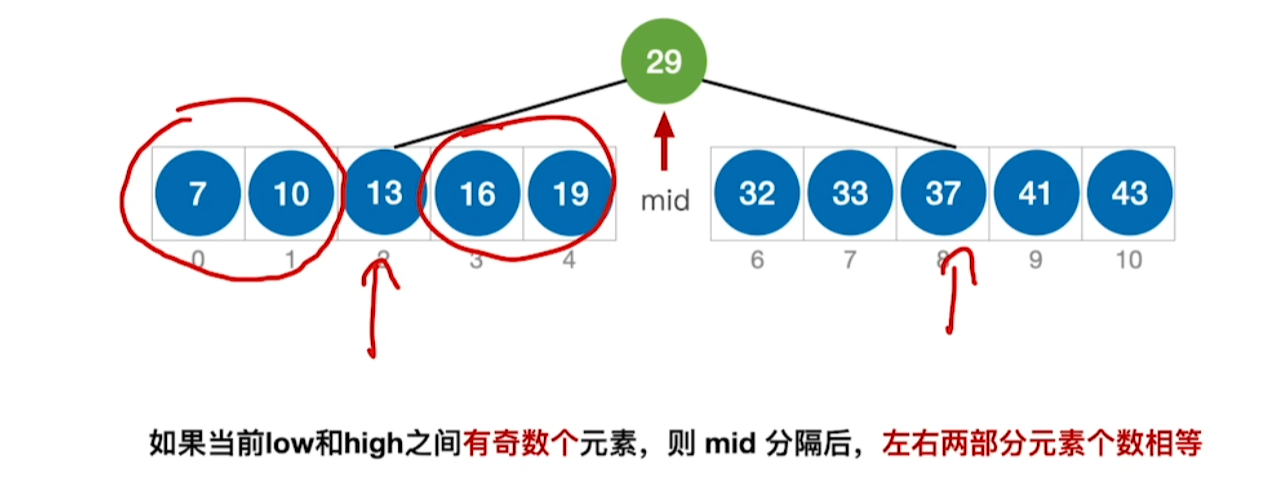 29
7 10 13 16 19 mid 32 33 37 41 43
0 1 2 3 4 6 7 8 9 10
如果当前low和high之间有奇数个元素，则 mid 分隔后，左右两部分元素个数相等